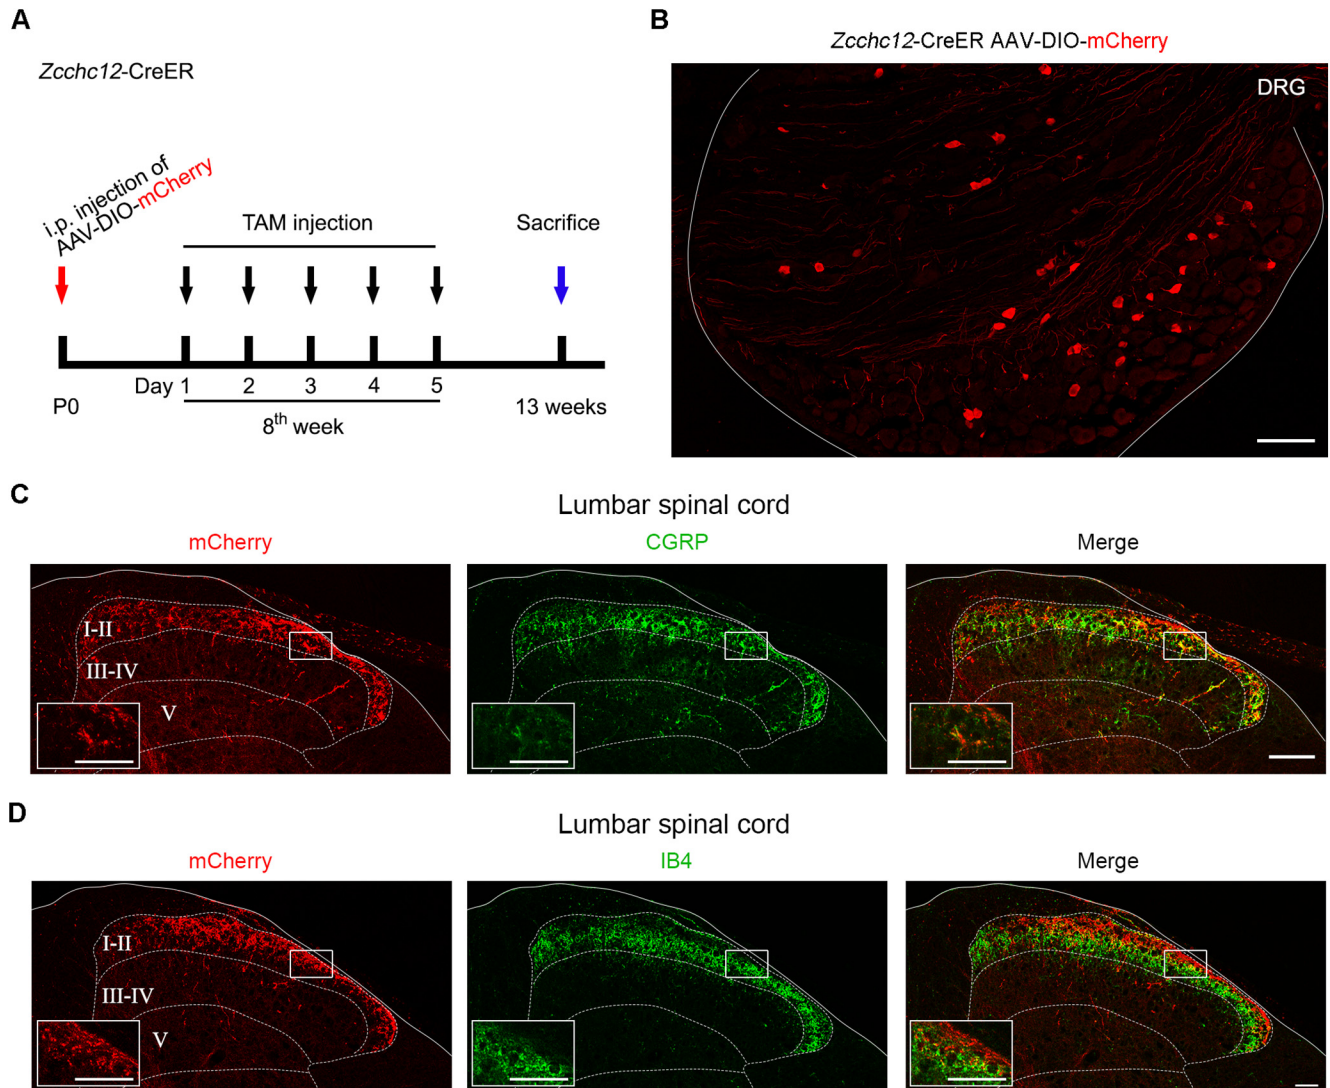 A
Zcchc12-CreER
i.p. injection of
AAV-DIO-mCherry
TAM injection
Sacrifice
Day 1 2 3 4 5
P0
8th week
13 weeks
B
Zcchc12-CreER AAV-DIO-mCherry
DRG
C
Lumbar spinal cord
mCherry
CGRP
Merge
I-II
III-IV
V
D
Lumbar spinal cord
mCherry
IB4
Merge
I-II
III-IV
V